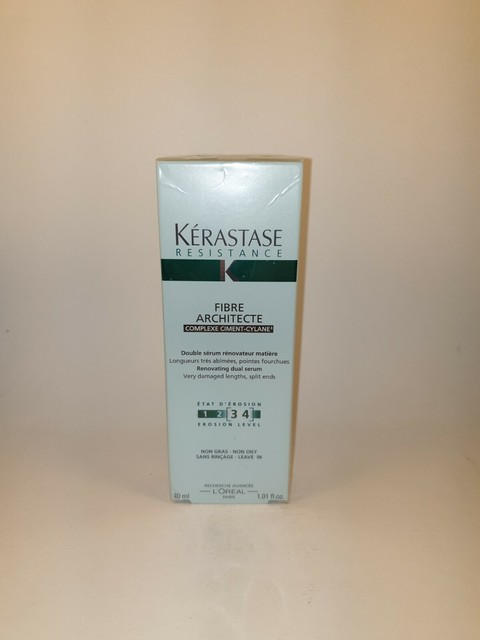 KÉRASTASE
RESISTANCE
FIBRE
ARCHITECTE
COMPLEXE CIMENT-CYLANE³
Double sérum rénovateur matière
Longueurs très abîmées, pointes fourchues
Renovating dual serum
Very damaged lengths, split ends
ÉTAT D'ÉROSION
1 2 [3 4]
EROSION LEVEL
NON GRAS · NON OILY
SANS RINÇAGE · LEAVE IN
RECHERCHE AVANCÉE
L'ORÉAL
PARIS
ml 1.01 fl.oz.